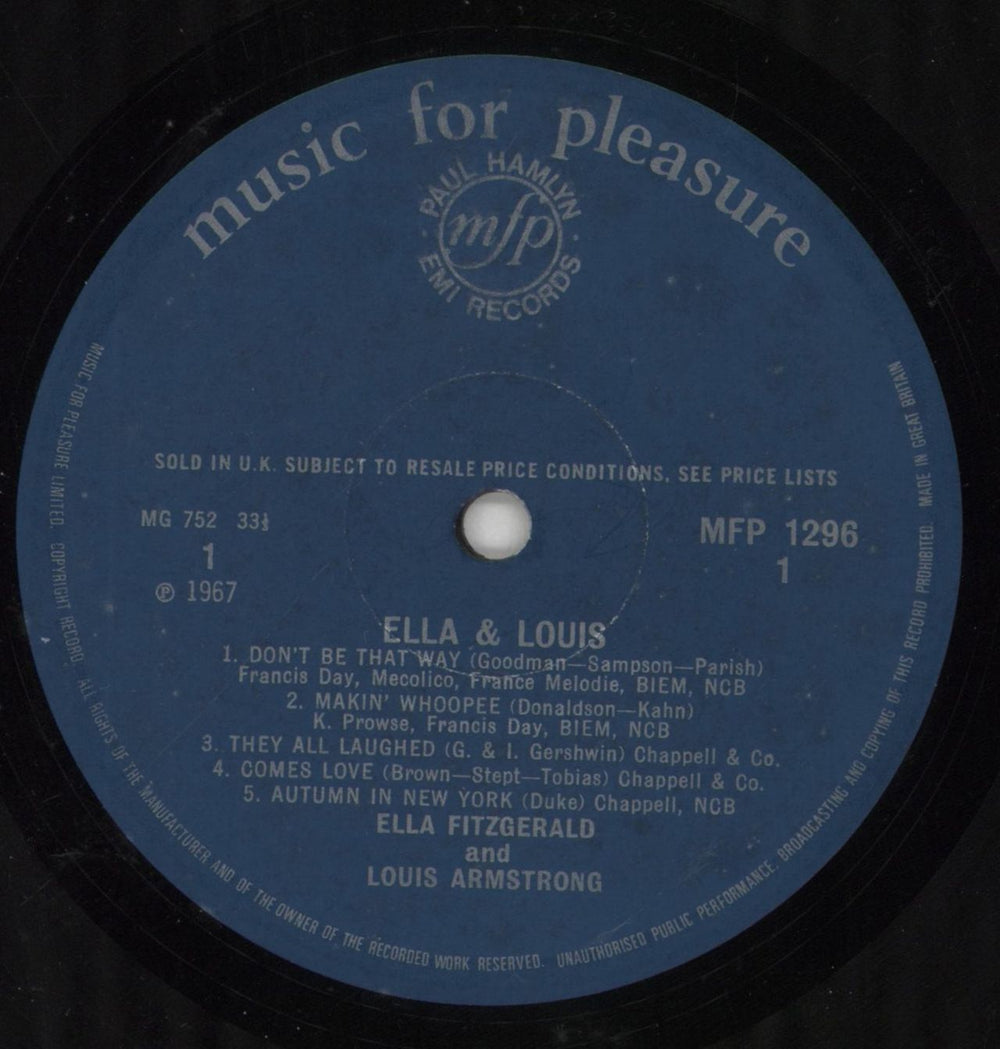 music for pleasure
PAUL HAMLYN
mfp
EMI RECORDS
SOLD IN U.K. SUBJECT TO RESALE PRICE CONDITIONS, SEE PRICE LISTS
MG 752 33⅓
1
℗ 1967
MFP 1296
1
ELLA & LOUIS
1. DON'T BE THAT WAY (Goodman—Sampson—Parish)
Francis Day, Mecolico, France Melodie, BIEM, NCB
2. MAKIN' WHOOPEE (Donaldson—Kahn)
K. Prowse, Francis Day, BIEM, NCB
3. THEY ALL LAUGHED (G. & I. Gershwin) Chappell & Co.
4. COMES LOVE (Brown—Stept—Tobias) Chappell & Co.
5. AUTUMN IN NEW YORK (Duke) Chappell, NCB
ELLA FITZGERALD
and
LOUIS ARMSTRONG
MUSIC FOR PLEASURE LIMITED. COPYRIGHT RECORD. ALL RIGHTS OF THE MANUFACTURER AND OF THE OWNER OF THE RECORDED WORK RESERVED. UNAUTHORISED PUBLIC PERFORMANCE, BROADCASTING AND COPYING OF THIS RECORD PROHIBITED. MADE IN GREAT BRITAIN